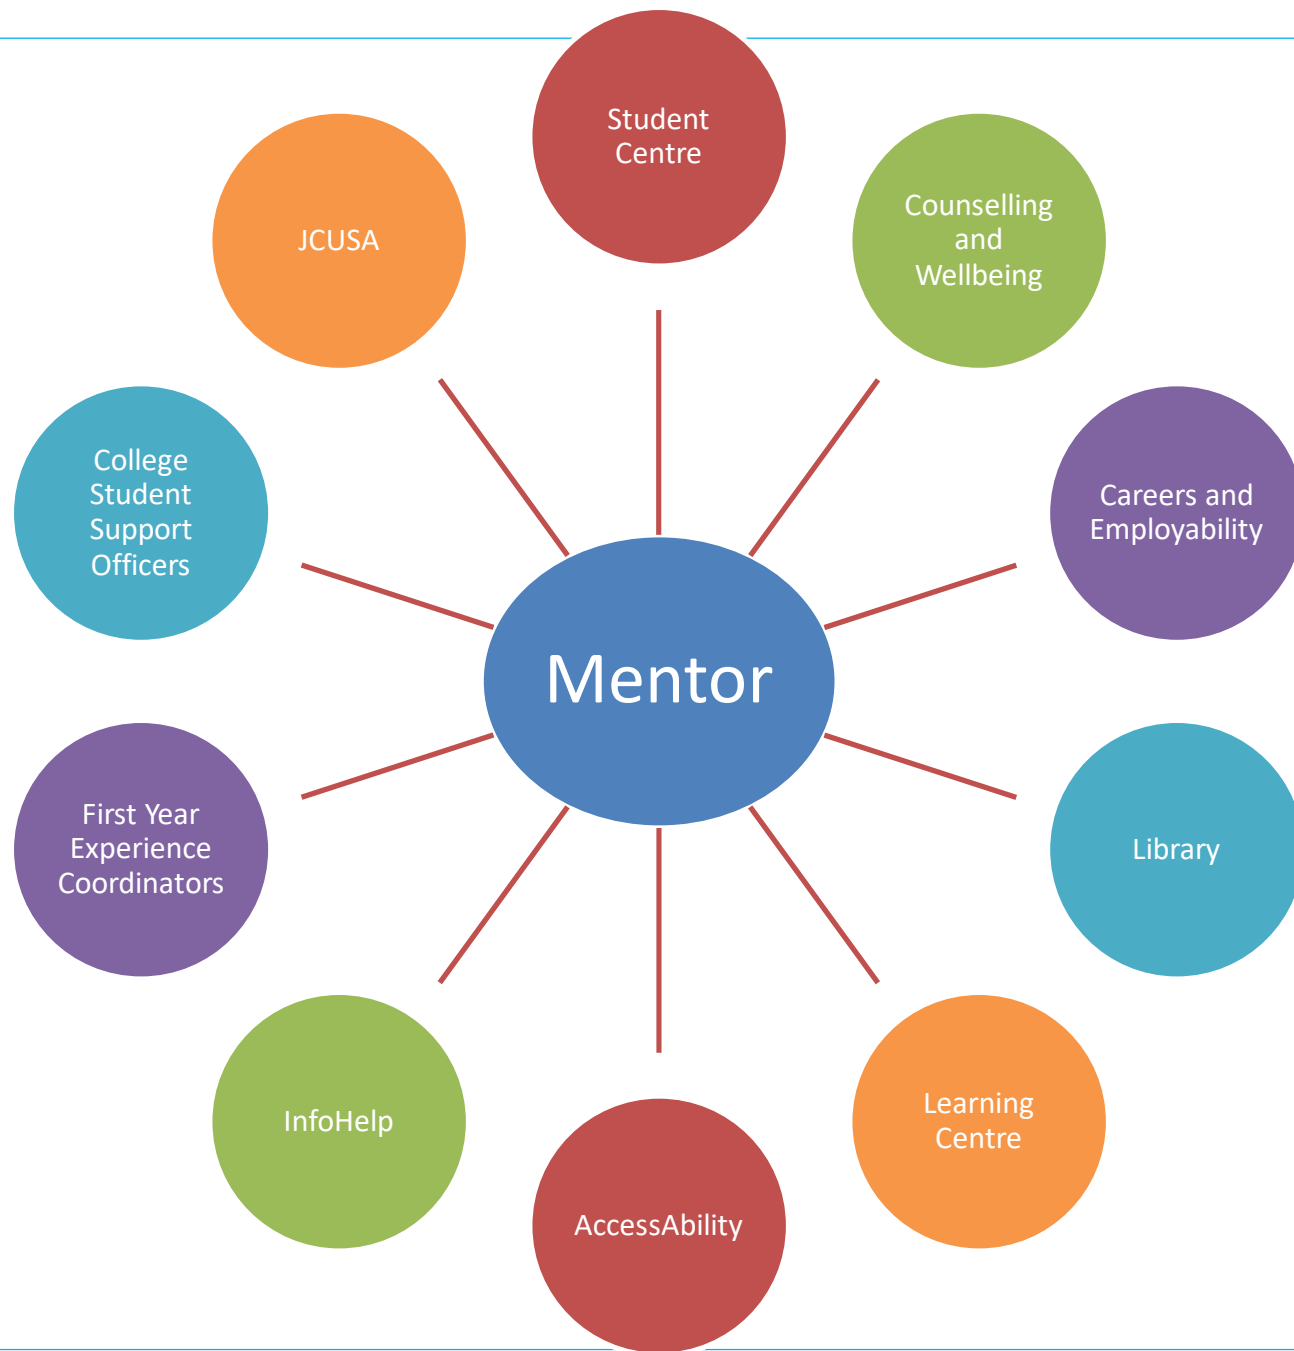 Student
Centre
Counselling
and
Wellbeing
Careers and
Employability
Library
Learning
Centre
AccessAbility
InfoHelp
First Year
Experience
Coordinators
College
Student
Support
Officers
JCUSA
Mentor